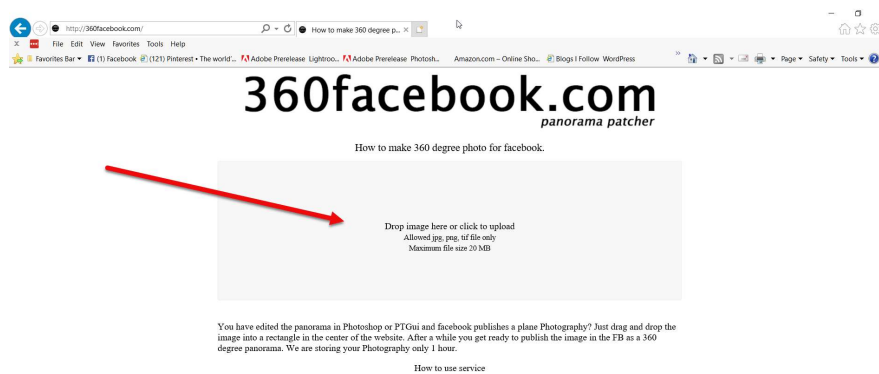 http://360facebook.com/
How to make 360 degree p...
X
File Edit View Favorites Tools Help
Favorites Bar
(1) Facebook
(121) Pinterest • The world'...
Adobe Prerelease Lightroo...
Adobe Prerelease Photosh...
Amazon.com – Online Sho...
Blogs I Follow WordPress
Page
Safety
Tools
360facebook.com
panorama patcher
How to make 360 degree photo for facebook.
Drop image here or click to upload
Allowed jpg, png, tif file only
Maximum file size 20 MB
You have edited the panorama in Photoshop or PTGui and facebook publishes a plane Photography? Just drag and drop the
image into a rectangle in the center of the website. After a while you get ready to publish the image in the FB as a 360
degree panorama. We are storing your Photography only 1 hour.
How to use service